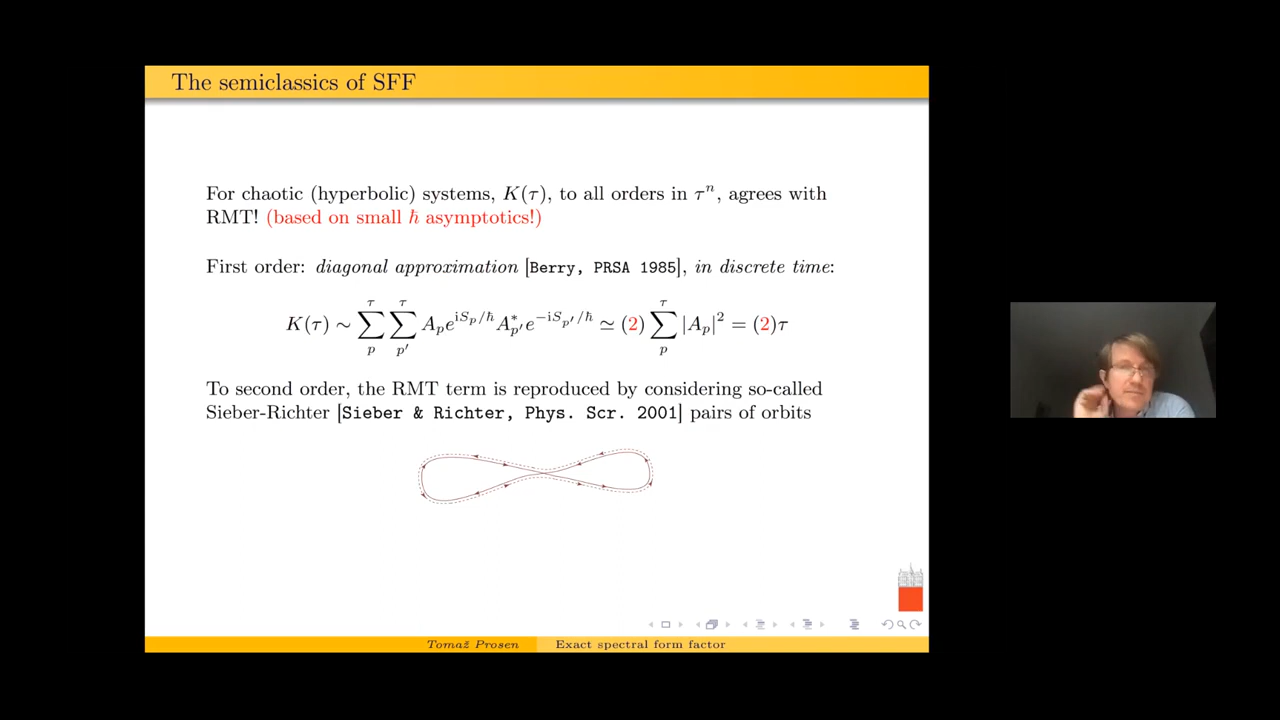 The semiclassics of SFF
For chaotic (hyperbolic) systems, K(τ), to all orders in τⁿ, agrees with
RMT! (based on small ħ asymptotics!)
First order: diagonal approximation [Berry, PRSA 1985], in discrete time:
K(τ) ∼ ∑_p^τ ∑_{p′}^τ A_p e^{iS_p/ħ} A*_{p′} e^{−iS_{p′}/ħ} ≃ (2) ∑_p^τ |A_p|² = (2)τ
To second order, the RMT term is reproduced by considering so-called
Sieber-Richter [Sieber & Richter, Phys. Scr. 2001] pairs of orbits
Tomaž Prosen Exact spectral form factor